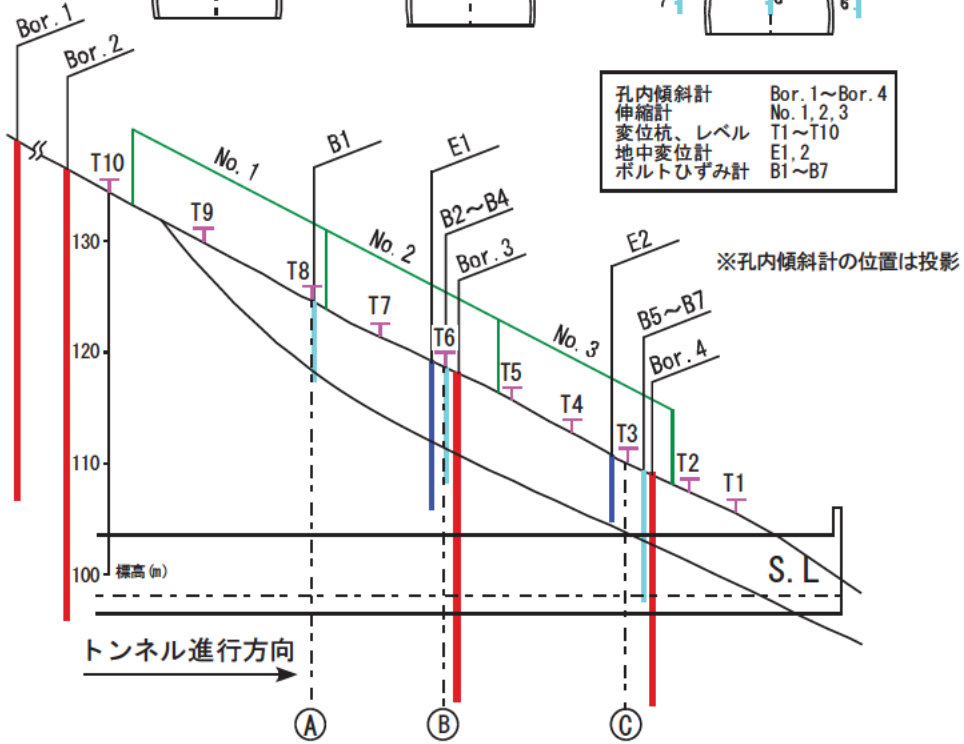 7
6
Bor.1
Bor.2
孔内傾斜計 Bor.1~Bor.4
伸縮計 No.1,2,3
変位杭、レベル T1~T10
地中変位計 E1,2
ボルトひずみ計 B1~B7
B1
E1
T10
No.1
B2~B4
T9
No.2
Bor.3
E2
※孔内傾斜計の位置は投影
130
T8
T7
B5~B7
T6
No.3
Bor.4
120
T5
T4
T3
T2
T1
110
100
標高(m)
S.L
トンネル進行方向
A
B
C